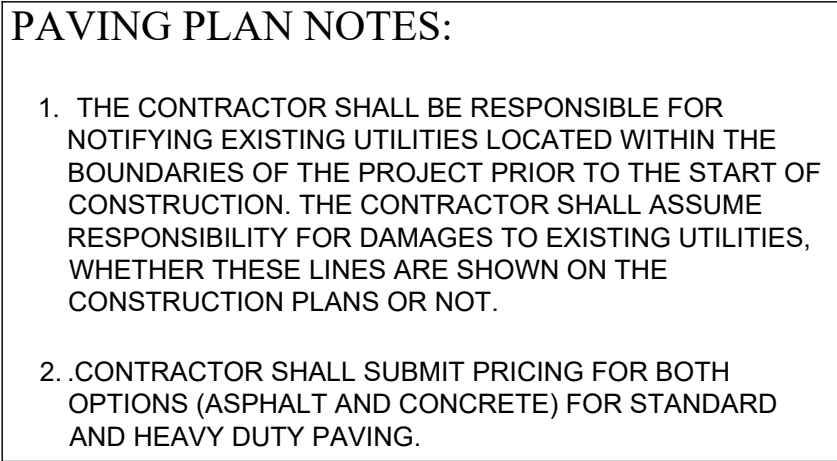 PAVING PLAN NOTES:
1. THE CONTRACTOR SHALL BE RESPONSIBLE FOR
NOTIFYING EXISTING UTILITIES LOCATED WITHIN THE
BOUNDARIES OF THE PROJECT PRIOR TO THE START OF
CONSTRUCTION. THE CONTRACTOR SHALL ASSUME
RESPONSIBILITY FOR DAMAGES TO EXISTING UTILITIES,
WHETHER THESE LINES ARE SHOWN ON THE
CONSTRUCTION PLANS OR NOT.
2. .CONTRACTOR SHALL SUBMIT PRICING FOR BOTH
OPTIONS (ASPHALT AND CONCRETE) FOR STANDARD
AND HEAVY DUTY PAVING.